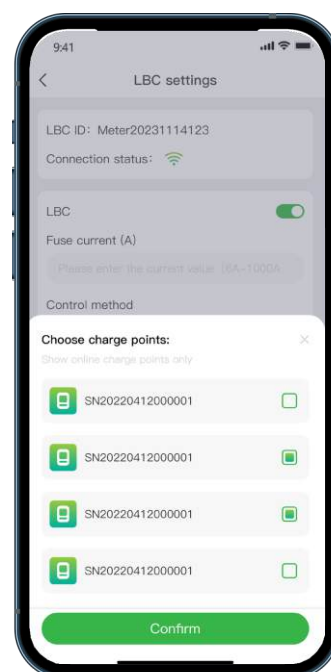 9:41
LBC settings
LBC ID: Meter20231114123
Connection status:
LBC
Fuse current (A)
Please enter the current value (6A-1000A
Control method
Choose charge points:
Show online charge points only
SN20220412000001
SN20220412000001
SN20220412000001
SN20220412000001
Confirm